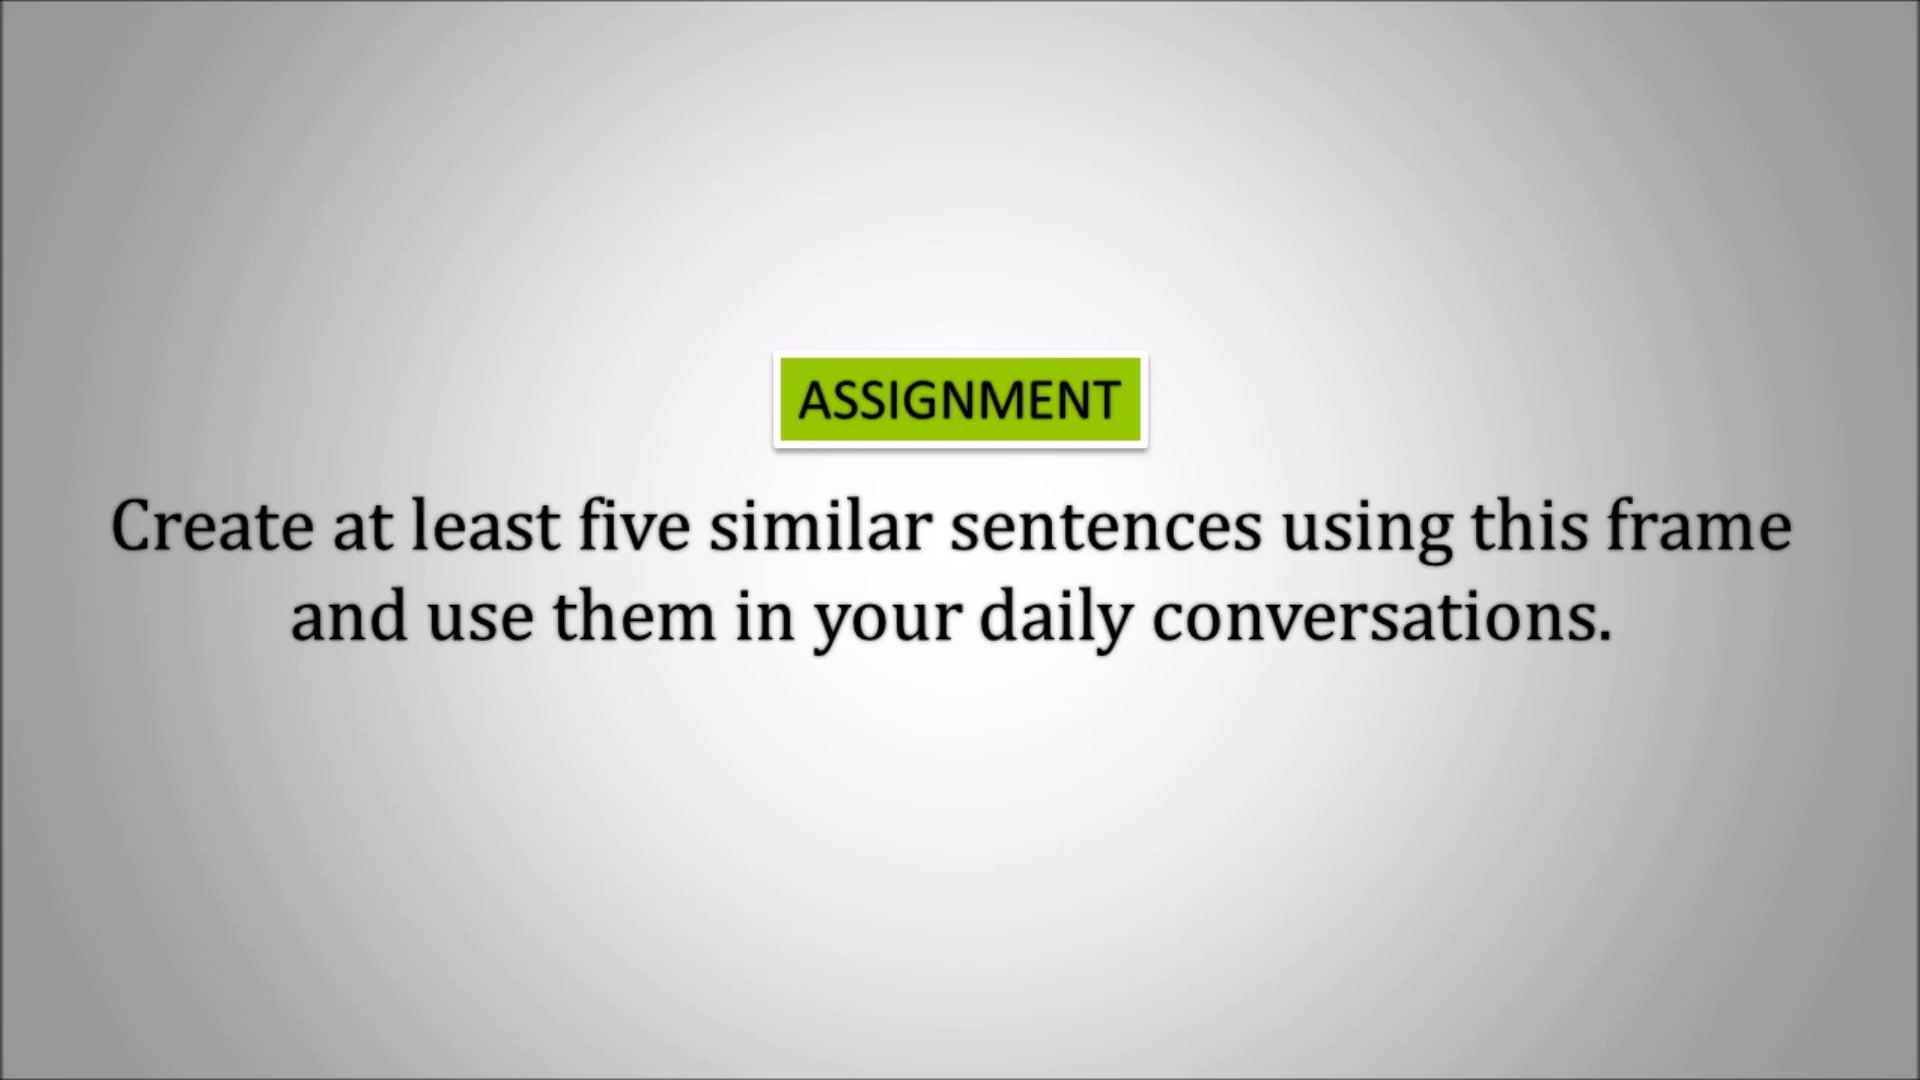 ASSIGNMENT
Create at least five similar sentences using this frame
and use them in your daily conversations.